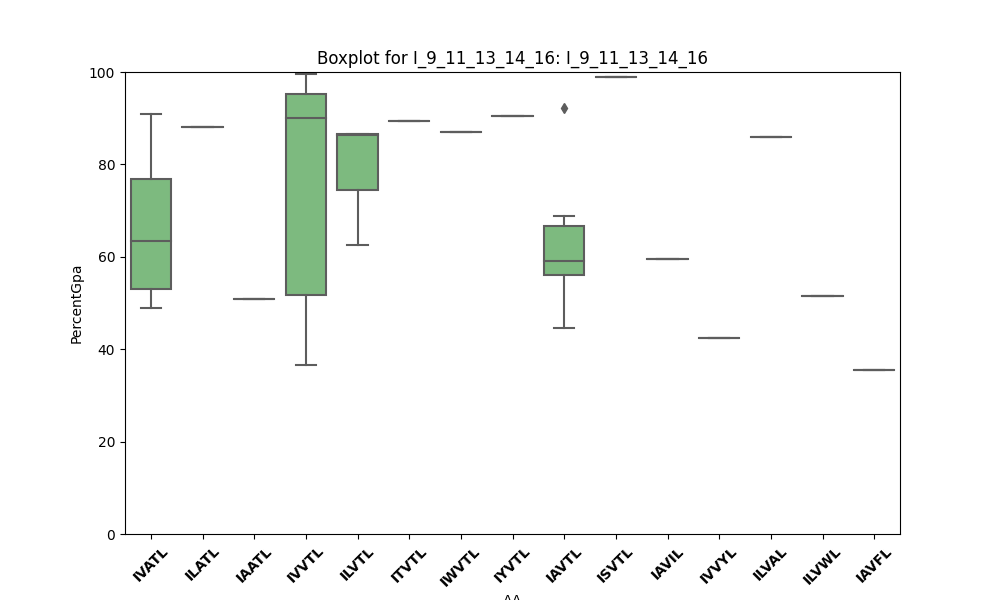 Boxplot for I_9_11_13_14_16: I_9_11_13_14_16
PercentGpa
100
80
60
40
20
0
IVATL
ILATL
IAATL
IVVTL
ILVTL
ITVTL
IWVTL
IYVTL
IAVTL
ISVTL
IAVIL
IVVYL
ILVAL
ILVWL
IAVFL
AA